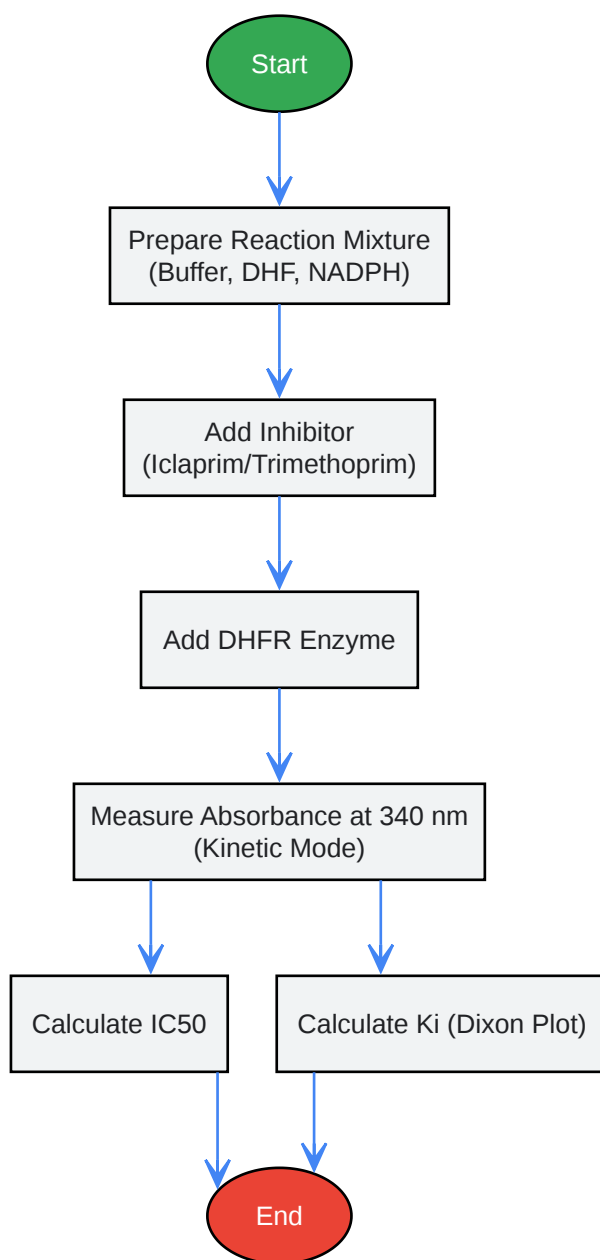 Start
Prepare Reaction Mixture
(Buffer, DHF, NADPH)
Add Inhibitor
(Iclaprim/Trimethoprim)
Add DHFR Enzyme
Measure Absorbance at 340 nm
(Kinetic Mode)
Calculate IC50
Calculate Ki (Dixon Plot)
End